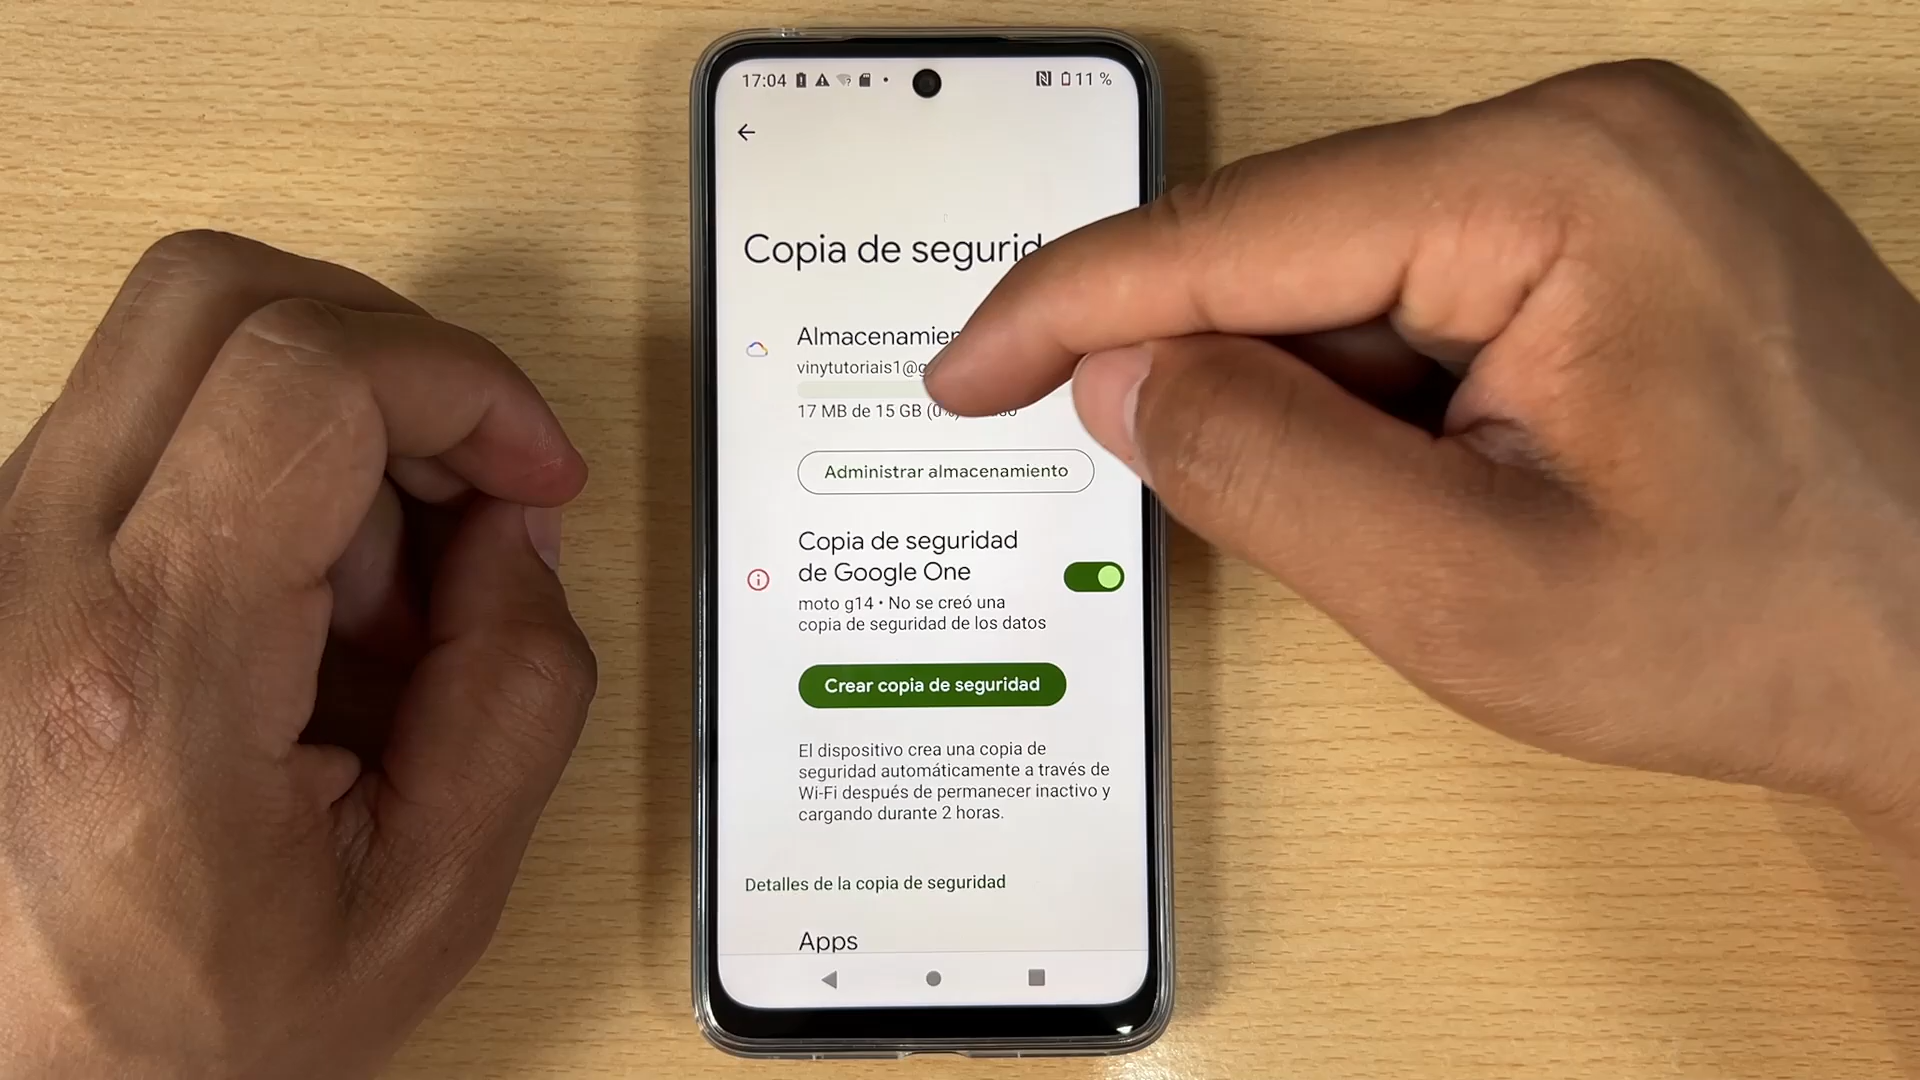 17:04
11 %
Copia de
vinytutoriais1@g
17 MB de 15 GB
Administrar almacenamiento
Copia de seguridad
de Google One
moto g14 • No se creó una
copia de seguridad de los datos
Crear copia de seguridad
El dispositivo crea una copia de
seguridad automáticamente a través de
Wi-Fi después de permanecer inactivo y
cargando durante 2 horas.
Detalles de la copia de seguridad
Apps